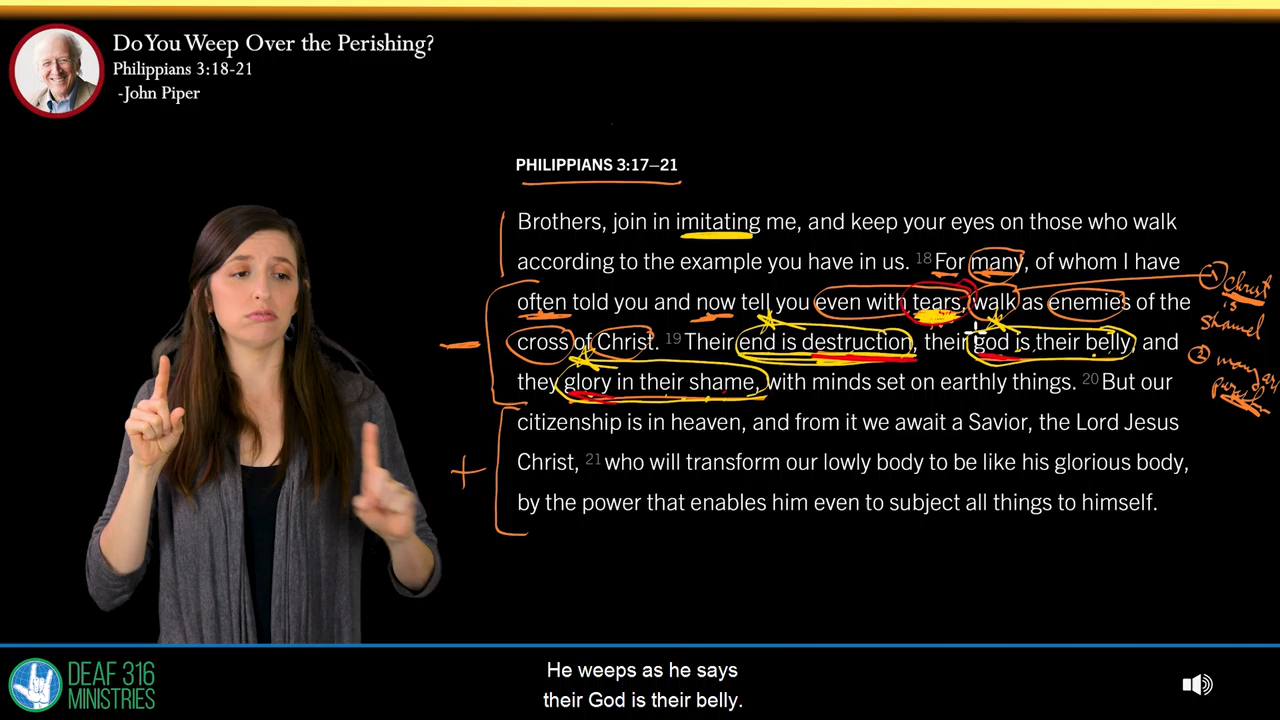 Do You Weep Over the Perishing?
Philippians 3:18-21
-John Piper
PHILIPPIANS 3:17–21
Brothers, join in imitating me, and keep your eyes on those who walk
according to the example you have in us. 18 For many, of whom I have
often told you and now tell you even with tears, walk as enemies of the
cross of Christ. 19 Their end is destruction, their god is their belly, and
they glory in their shame, with minds set on earthly things. 20 But our
citizenship is in heaven, and from it we await a Savior, the Lord Jesus
Christ, 21 who will transform our lowly body to be like his glorious body,
by the power that enables him even to subject all things to himself.
1 Christ
is
shamed
2 many
DEAF 316
MINISTRIES
He weeps as he says
their God is their belly.